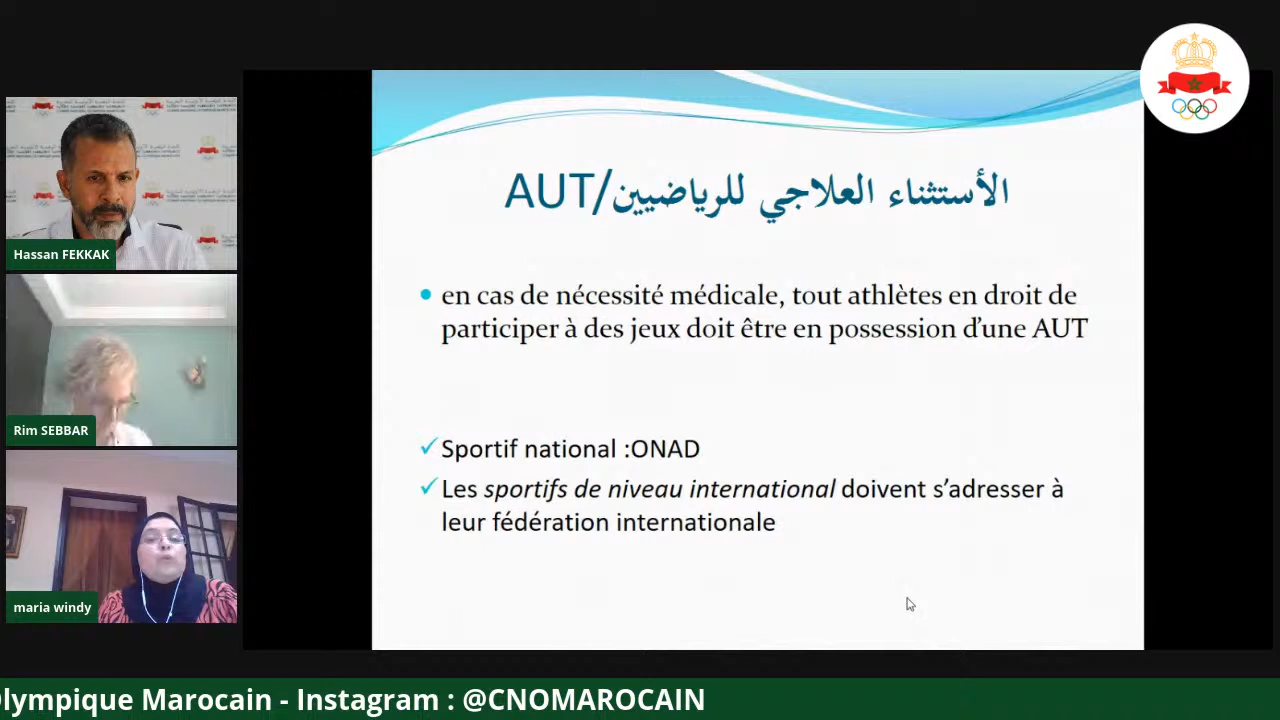 الأستثناء العلاجي للرياضيين/AUT
en cas de nécessité médicale, tout athlètes en droit de
participer à des jeux doit être en possession d’une AUT
Sportif national :ONAD
Les sportifs de niveau international doivent s’adresser à
leur fédération internationale
Hassan FEKKAK
Rim SEBBAR
maria windy
lympique Marocain - Instagram : @CNOMAROCAIN